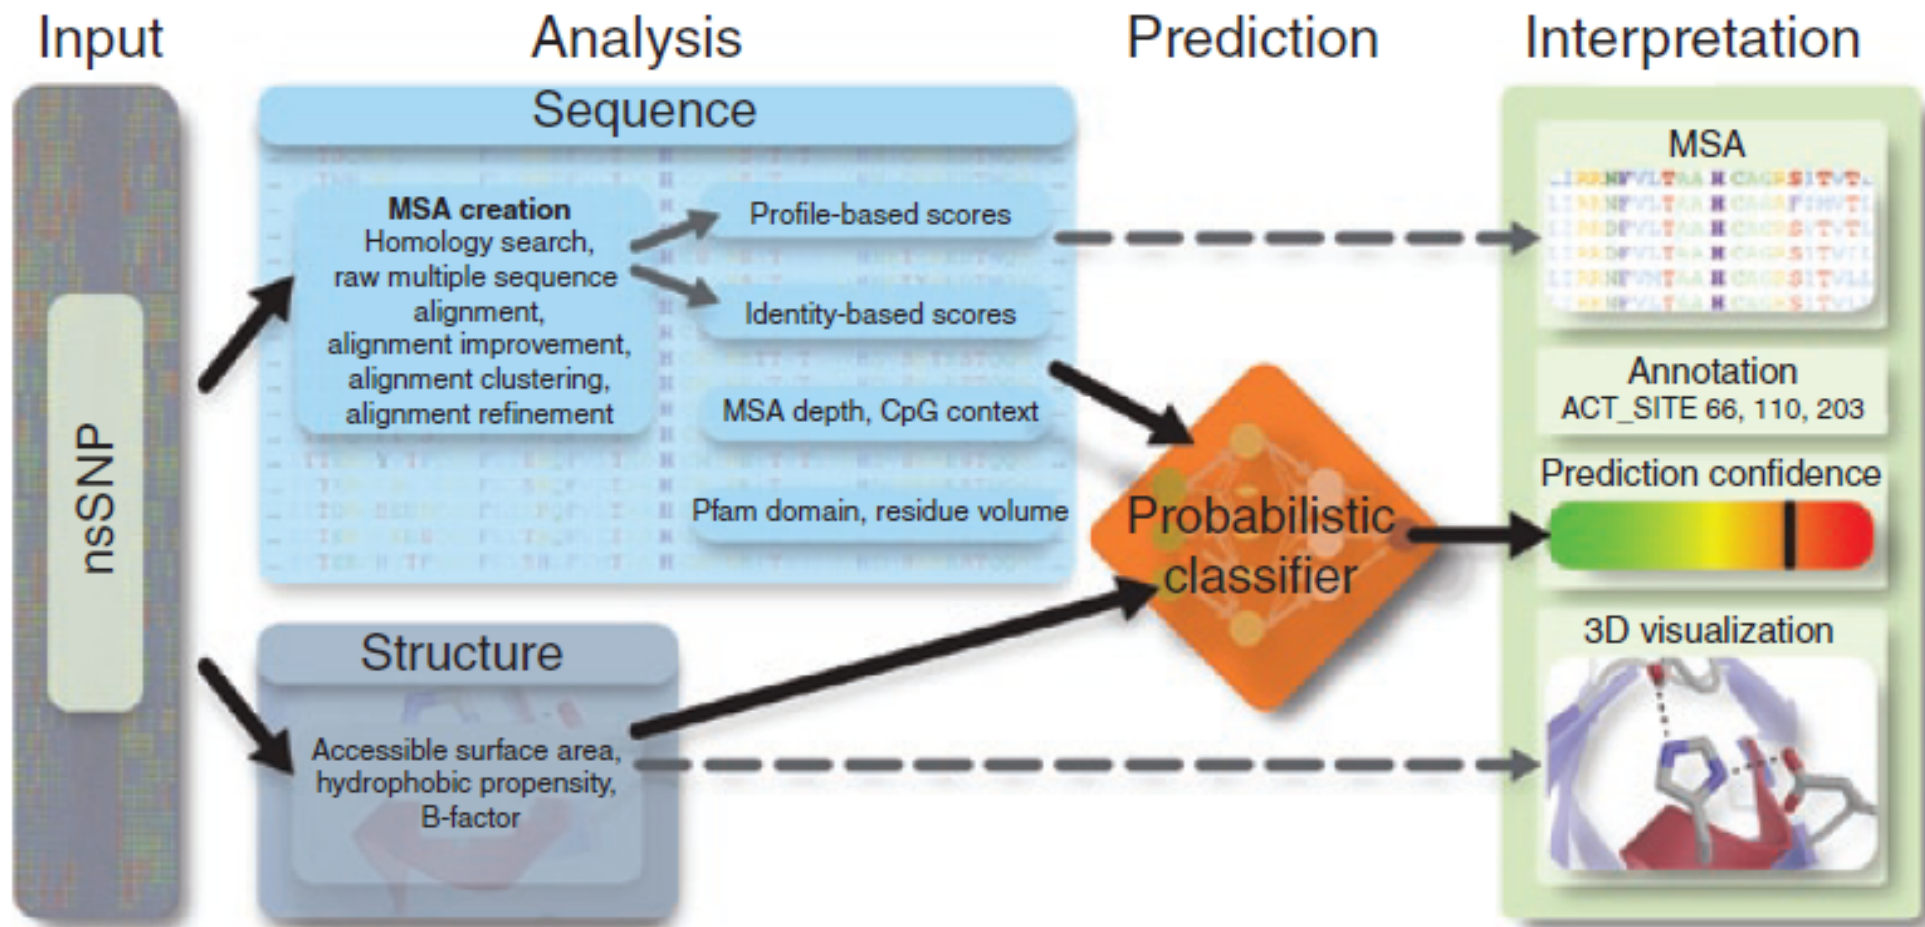 Input
Analysis
Prediction
Interpretation
nsSNP
Sequence
MSA creation
Homology search,
raw multiple sequence
alignment,
alignment improvement,
alignment clustering,
alignment refinement
Profile-based scores
Identity-based scores
MSA depth, CpG context
Pfam domain, residue volume
Structure
Accessible surface area,
hydrophobic propensity,
B-factor
Probabilistic
classifier
MSA
Annotation
ACT_SITE 66, 110, 203
Prediction confidence
3D visualization